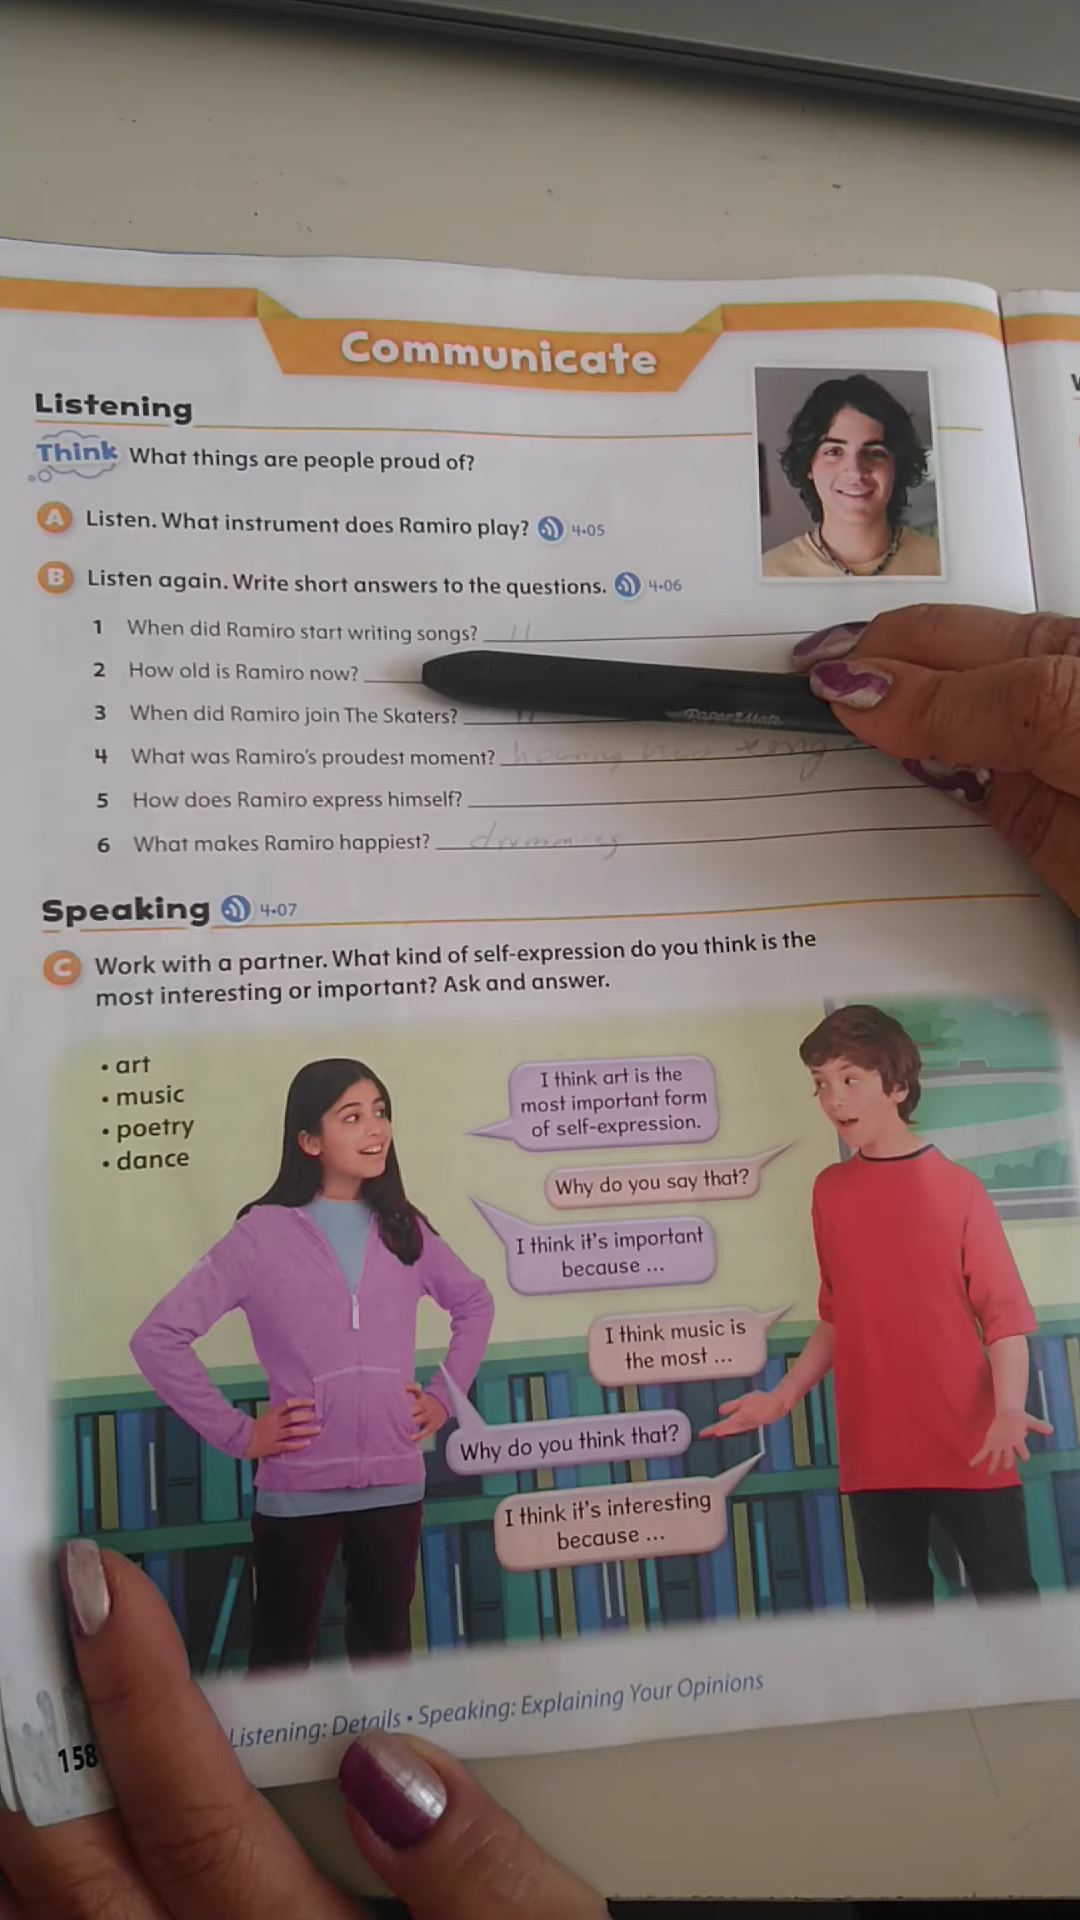 Communicate
Listening
Think What things are people proud of?
A Listen. What instrument does Ramiro play? 4·05
B Listen again. Write short answers to the questions. 4·06
1 When did Ramiro start writing songs? 11
2 How old is Ramiro now?
3 When did Ramiro join The Skaters?
PaperMate
4 What was Ramiro's proudest moment? song
5 How does Ramiro express himself?
6 What makes Ramiro happiest? drumming
Speaking 4·07
C Work with a partner. What kind of self-expression do you think is the
most interesting or important? Ask and answer.
• art
• music
• poetry
• dance
I think art is the
most important form
of self-expression.
Why do you say that?
I think it's important
because ...
I think music is
the most ...
Why do you think that?
I think it's interesting
because ...
Listening: Details • Speaking: Explaining Your Opinions
158